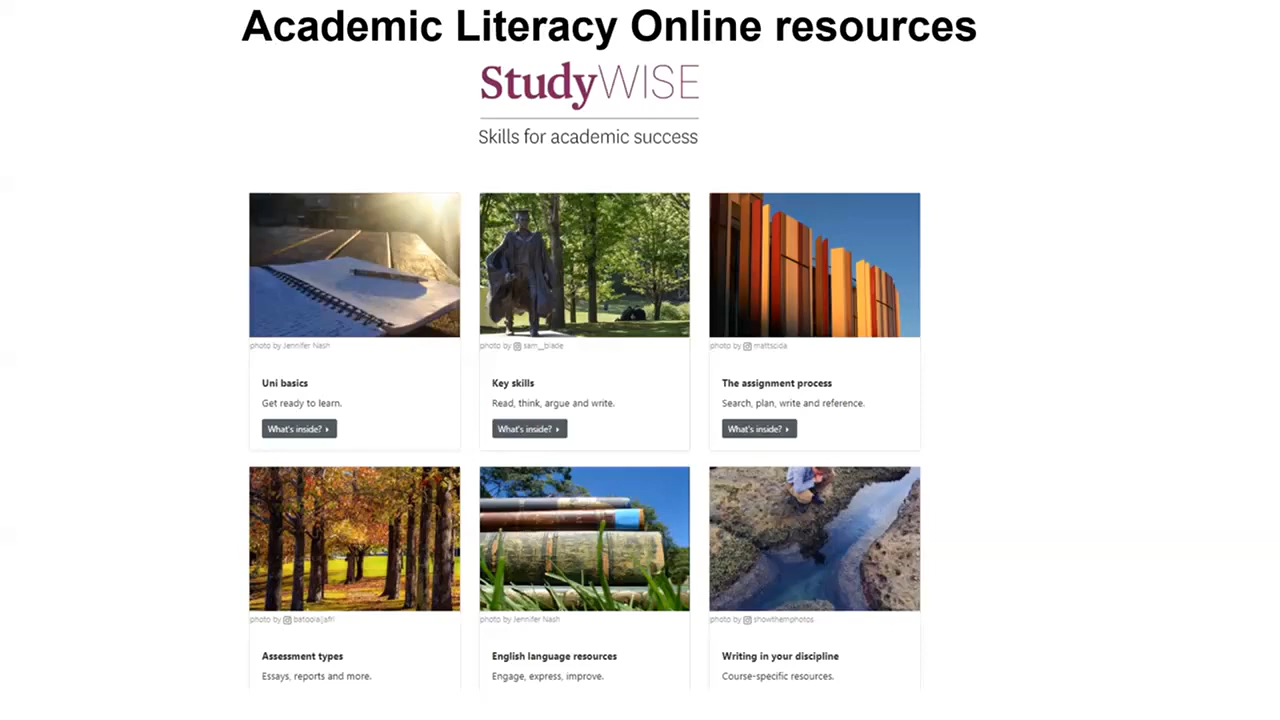 Academic Literacy Online resources
StudyWISE
Skills for academic success
photo by Jennifer Nash
photo by sam_blade
photo by mattscida
Uni basics
Key skills
The assignment process
Get ready to learn.
Read, think, argue and write.
Search, plan, write and reference.
What's inside?
What's inside?
What's inside?
photo by
photo by Jennifer Nash
photo by showthemphotos
Assessment types
English language resources
Writing in your discipline
Essays, reports and more.
Engage, express, improve.
Course-specific resources.